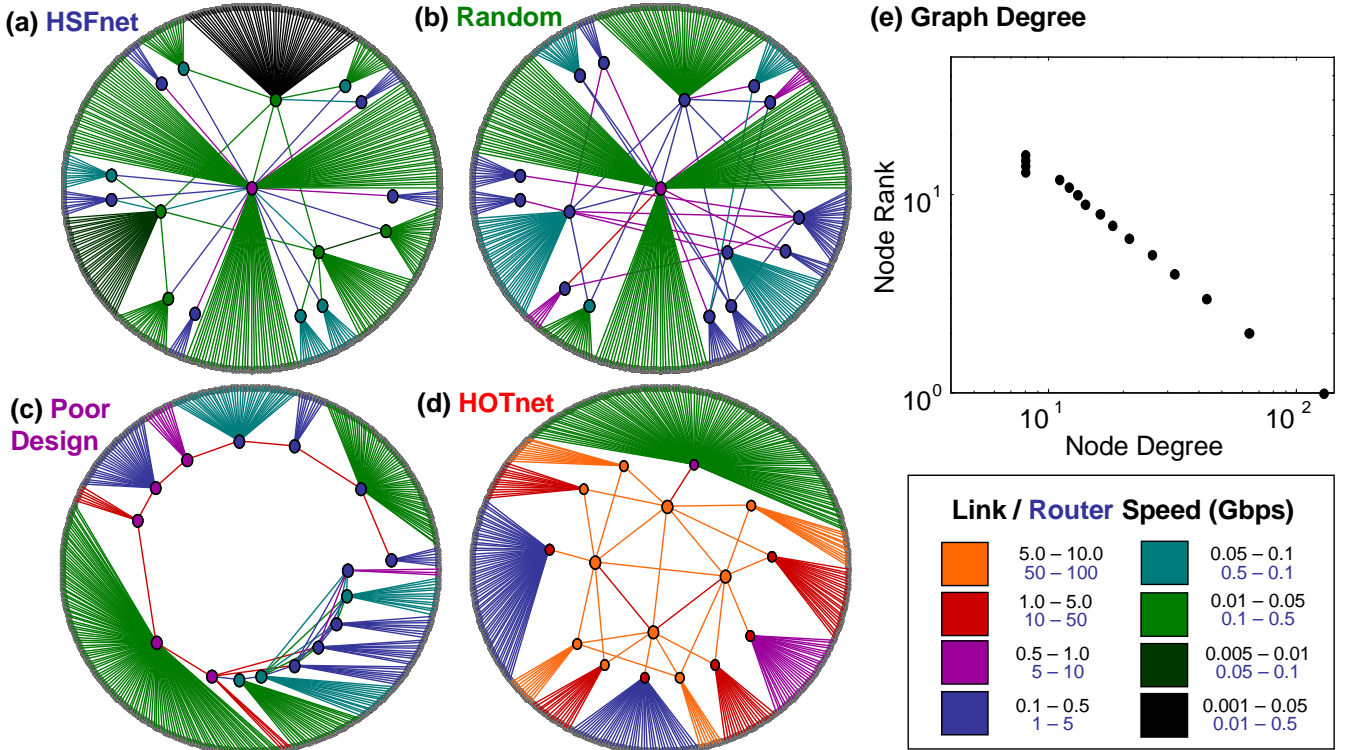 (a) HSFnet
(b) Random
(e) Graph Degree
Node Rank
10^1
10^0
10^1
10^2
Node Degree
(c) Poor
Design
(d) HOTnet
Link / Router Speed (Gbps)
5.0 – 10.0
50 – 100
0.05 – 0.1
0.5 – 0.1
1.0 – 5.0
10 – 50
0.01 – 0.05
0.1 – 0.5
0.5 – 1.0
5 – 10
0.005 – 0.01
0.05 – 0.1
0.1 – 0.5
1 – 5
0.001 – 0.05
0.01 – 0.5